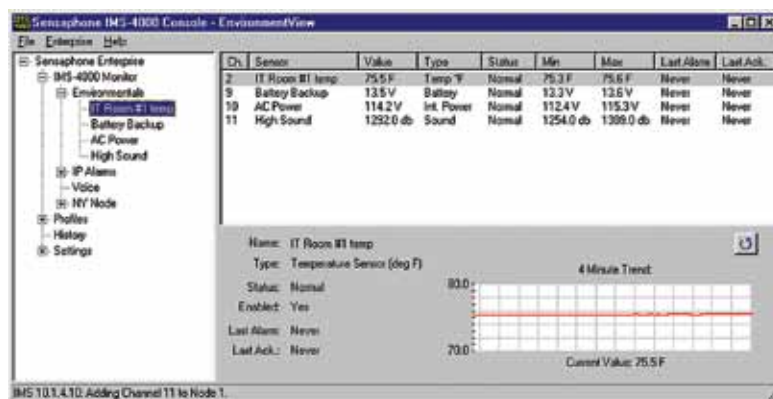 Sensaphone IMS-4000 Console - EnvironmentView
File Enterprise Help
Sensaphone Enterprise
IMS-4000 Monitor
Environmentals
IT Room #1 temp
Battery Backup
AC Power
High Sound
IP Alarms
Voice
NY Node
Profiles
History
Settings
Ch. Sensor Value Type Status Min Max Last Alarm Last Ack.
2 IT Room #1 temp 75.5 F Temp °F Normal 75.3 F 75.6 F Never Never
9 Battery Backup 13.5 V Battery Normal 13.3 V 13.6 V Never Never
10 AC Power 114.2 V Int. Power Normal 112.4 V 115.3 V Never Never
11 High Sound 1292.0 db Sound Normal 1254.0 db 1309.0 db Never Never
Name: IT Room #1 temp
Type: Temperature Sensor (deg F)
Status: Normal
Enabled: Yes
Last Alarm: Never
Last Ack.: Never
4 Minute Trend:
80.0
70.0
Current Value: 75.5 F
IMS 10.1.4.10: Adding Channel 11 to Node 1.